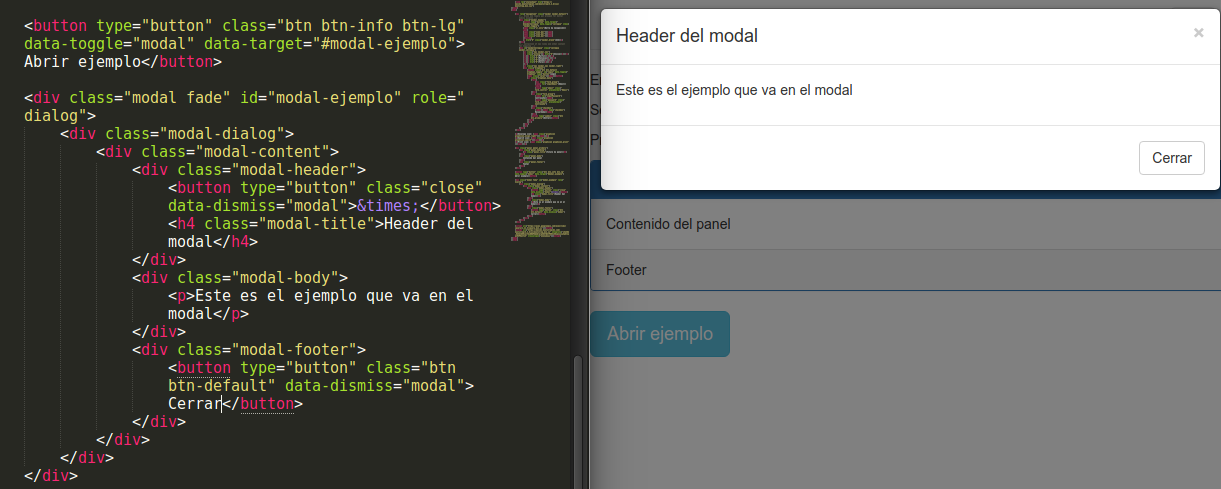 <button type="button" class="btn btn-info btn-lg"
data-toggle="modal" data-target="#modal-ejemplo">
Abrir ejemplo</button>
<div class="modal fade" id="modal-ejemplo" role="
dialog">
<div class="modal-dialog">
<div class="modal-content">
<div class="modal-header">
<button type="button" class="close"
data-dismiss="modal">&times;</button>
<h4 class="modal-title">Header del
modal</h4>
</div>
<div class="modal-body">
<p>Este es el ejemplo que va en el
modal</p>
</div>
<div class="modal-footer">
<button type="button" class="btn
btn-default" data-dismiss="modal">
Cerrar</button>
</div>
</div>
</div>
</div>
Header del modal ×
Este es el ejemplo que va en el modal
Cerrar
Contenido del panel
Footer
Abrir ejemplo